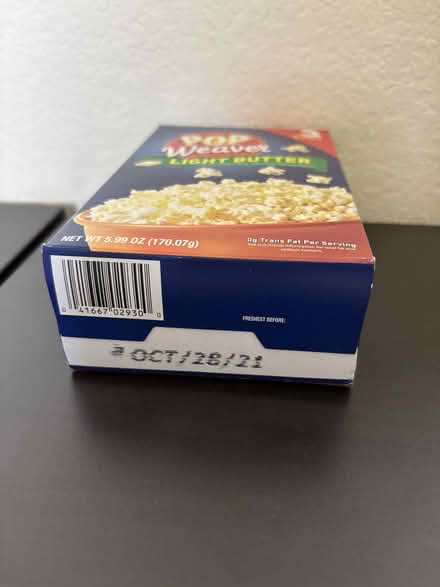 POP
Weaver
LIGHT BUTTER
NET WT 5.99 OZ (170.07g)
0g Trans Fat Per Serving
0 41667 02930 0
FRESHEST BEFORE:
OCT/28/21